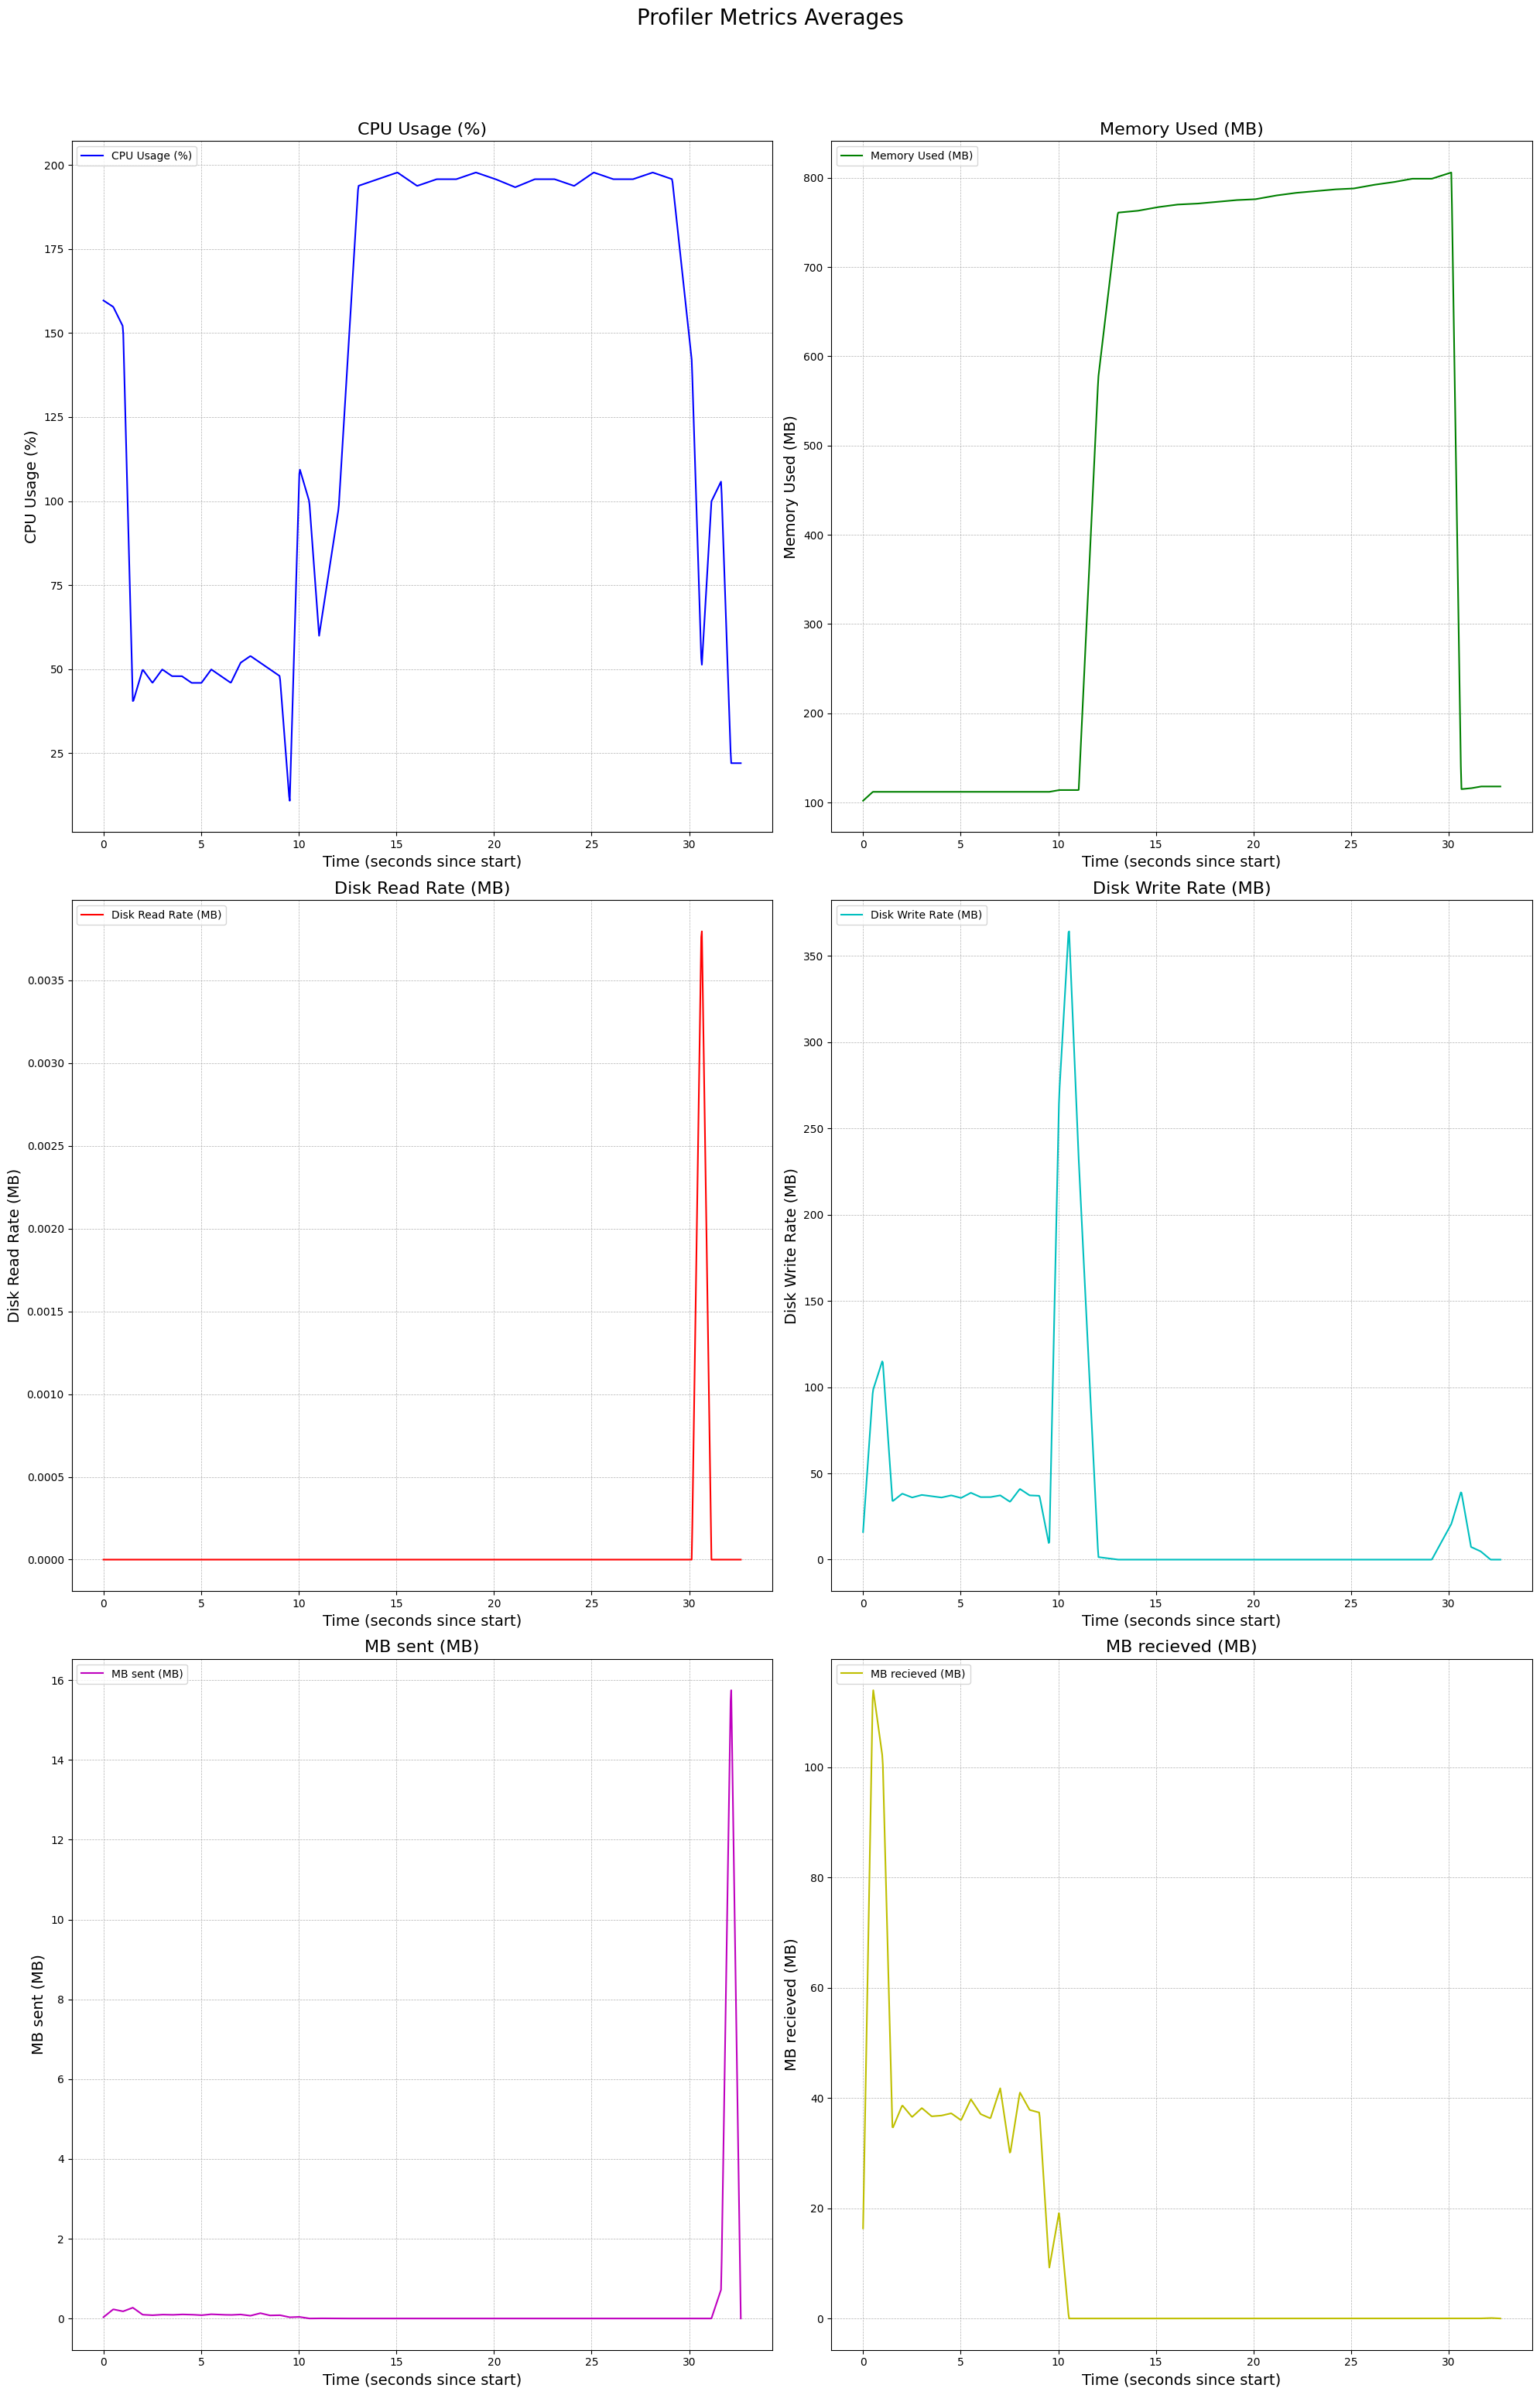 Profiler Metrics Averages
CPU Usage (%)
CPU Usage (%)
200
175
150
125
100
75
50
25
CPU Usage (%)
0 5 10 15 20 25 30
Time (seconds since start)
Memory Used (MB)
Memory Used (MB)
800
700
600
500
400
300
200
100
Memory Used (MB)
0 5 10 15 20 25 30
Time (seconds since start)
Disk Read Rate (MB)
Disk Read Rate (MB)
0.0035
0.0030
0.0025
0.0020
0.0015
0.0010
0.0005
0.0000
Disk Read Rate (MB)
0 5 10 15 20 25 30
Time (seconds since start)
Disk Write Rate (MB)
Disk Write Rate (MB)
350
300
250
200
150
100
50
0
Disk Write Rate (MB)
0 5 10 15 20 25 30
Time (seconds since start)
MB sent (MB)
MB sent (MB)
16
14
12
10
8
6
4
2
0
MB sent (MB)
0 5 10 15 20 25 30
Time (seconds since start)
MB recieved (MB)
MB recieved (MB)
100
80
60
40
20
0
MB recieved (MB)
0 5 10 15 20 25 30
Time (seconds since start)